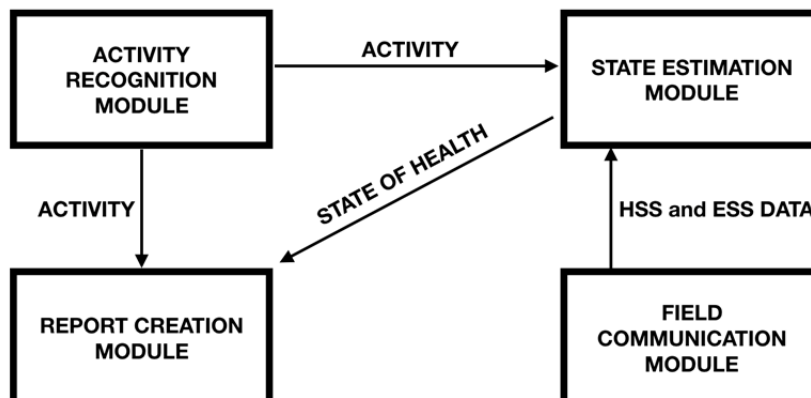 ACTIVITY
RECOGNITION
MODULE
ACTIVITY
STATE ESTIMATION
MODULE
STATE OF HEALTH
ACTIVITY
HSS and ESS DATA
REPORT CREATION
MODULE
FIELD
COMMUNICATION
MODULE